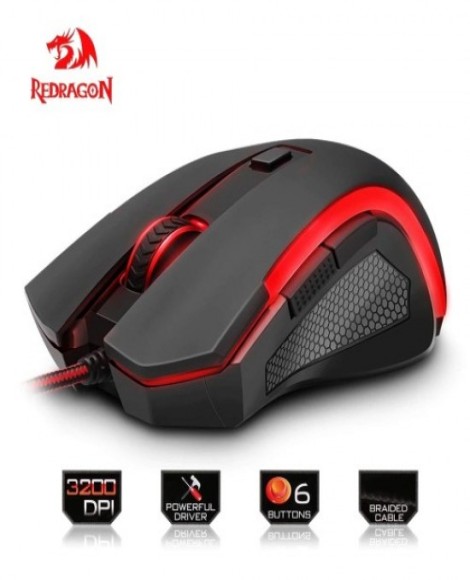 REDRAGON
3200
DPI
POWERFUL
DRIVER
6
BUTTONS
BRAIDED
CABLE